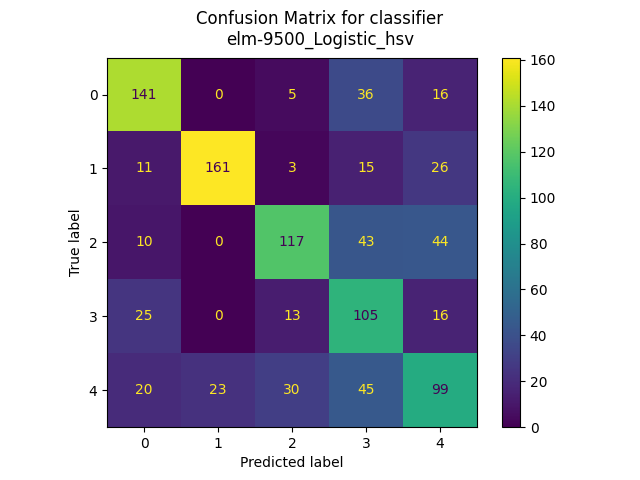 Confusion Matrix for classifier
elm-9500_Logistic_hsv
0 141 0 5 36 16
1 11 161 3 15 26
2 10 0 117 43 44
3 25 0 13 105 16
4 20 23 30 45 99
0 1 2 3 4
True label
Predicted label
160
140
120
100
80
60
40
20
0